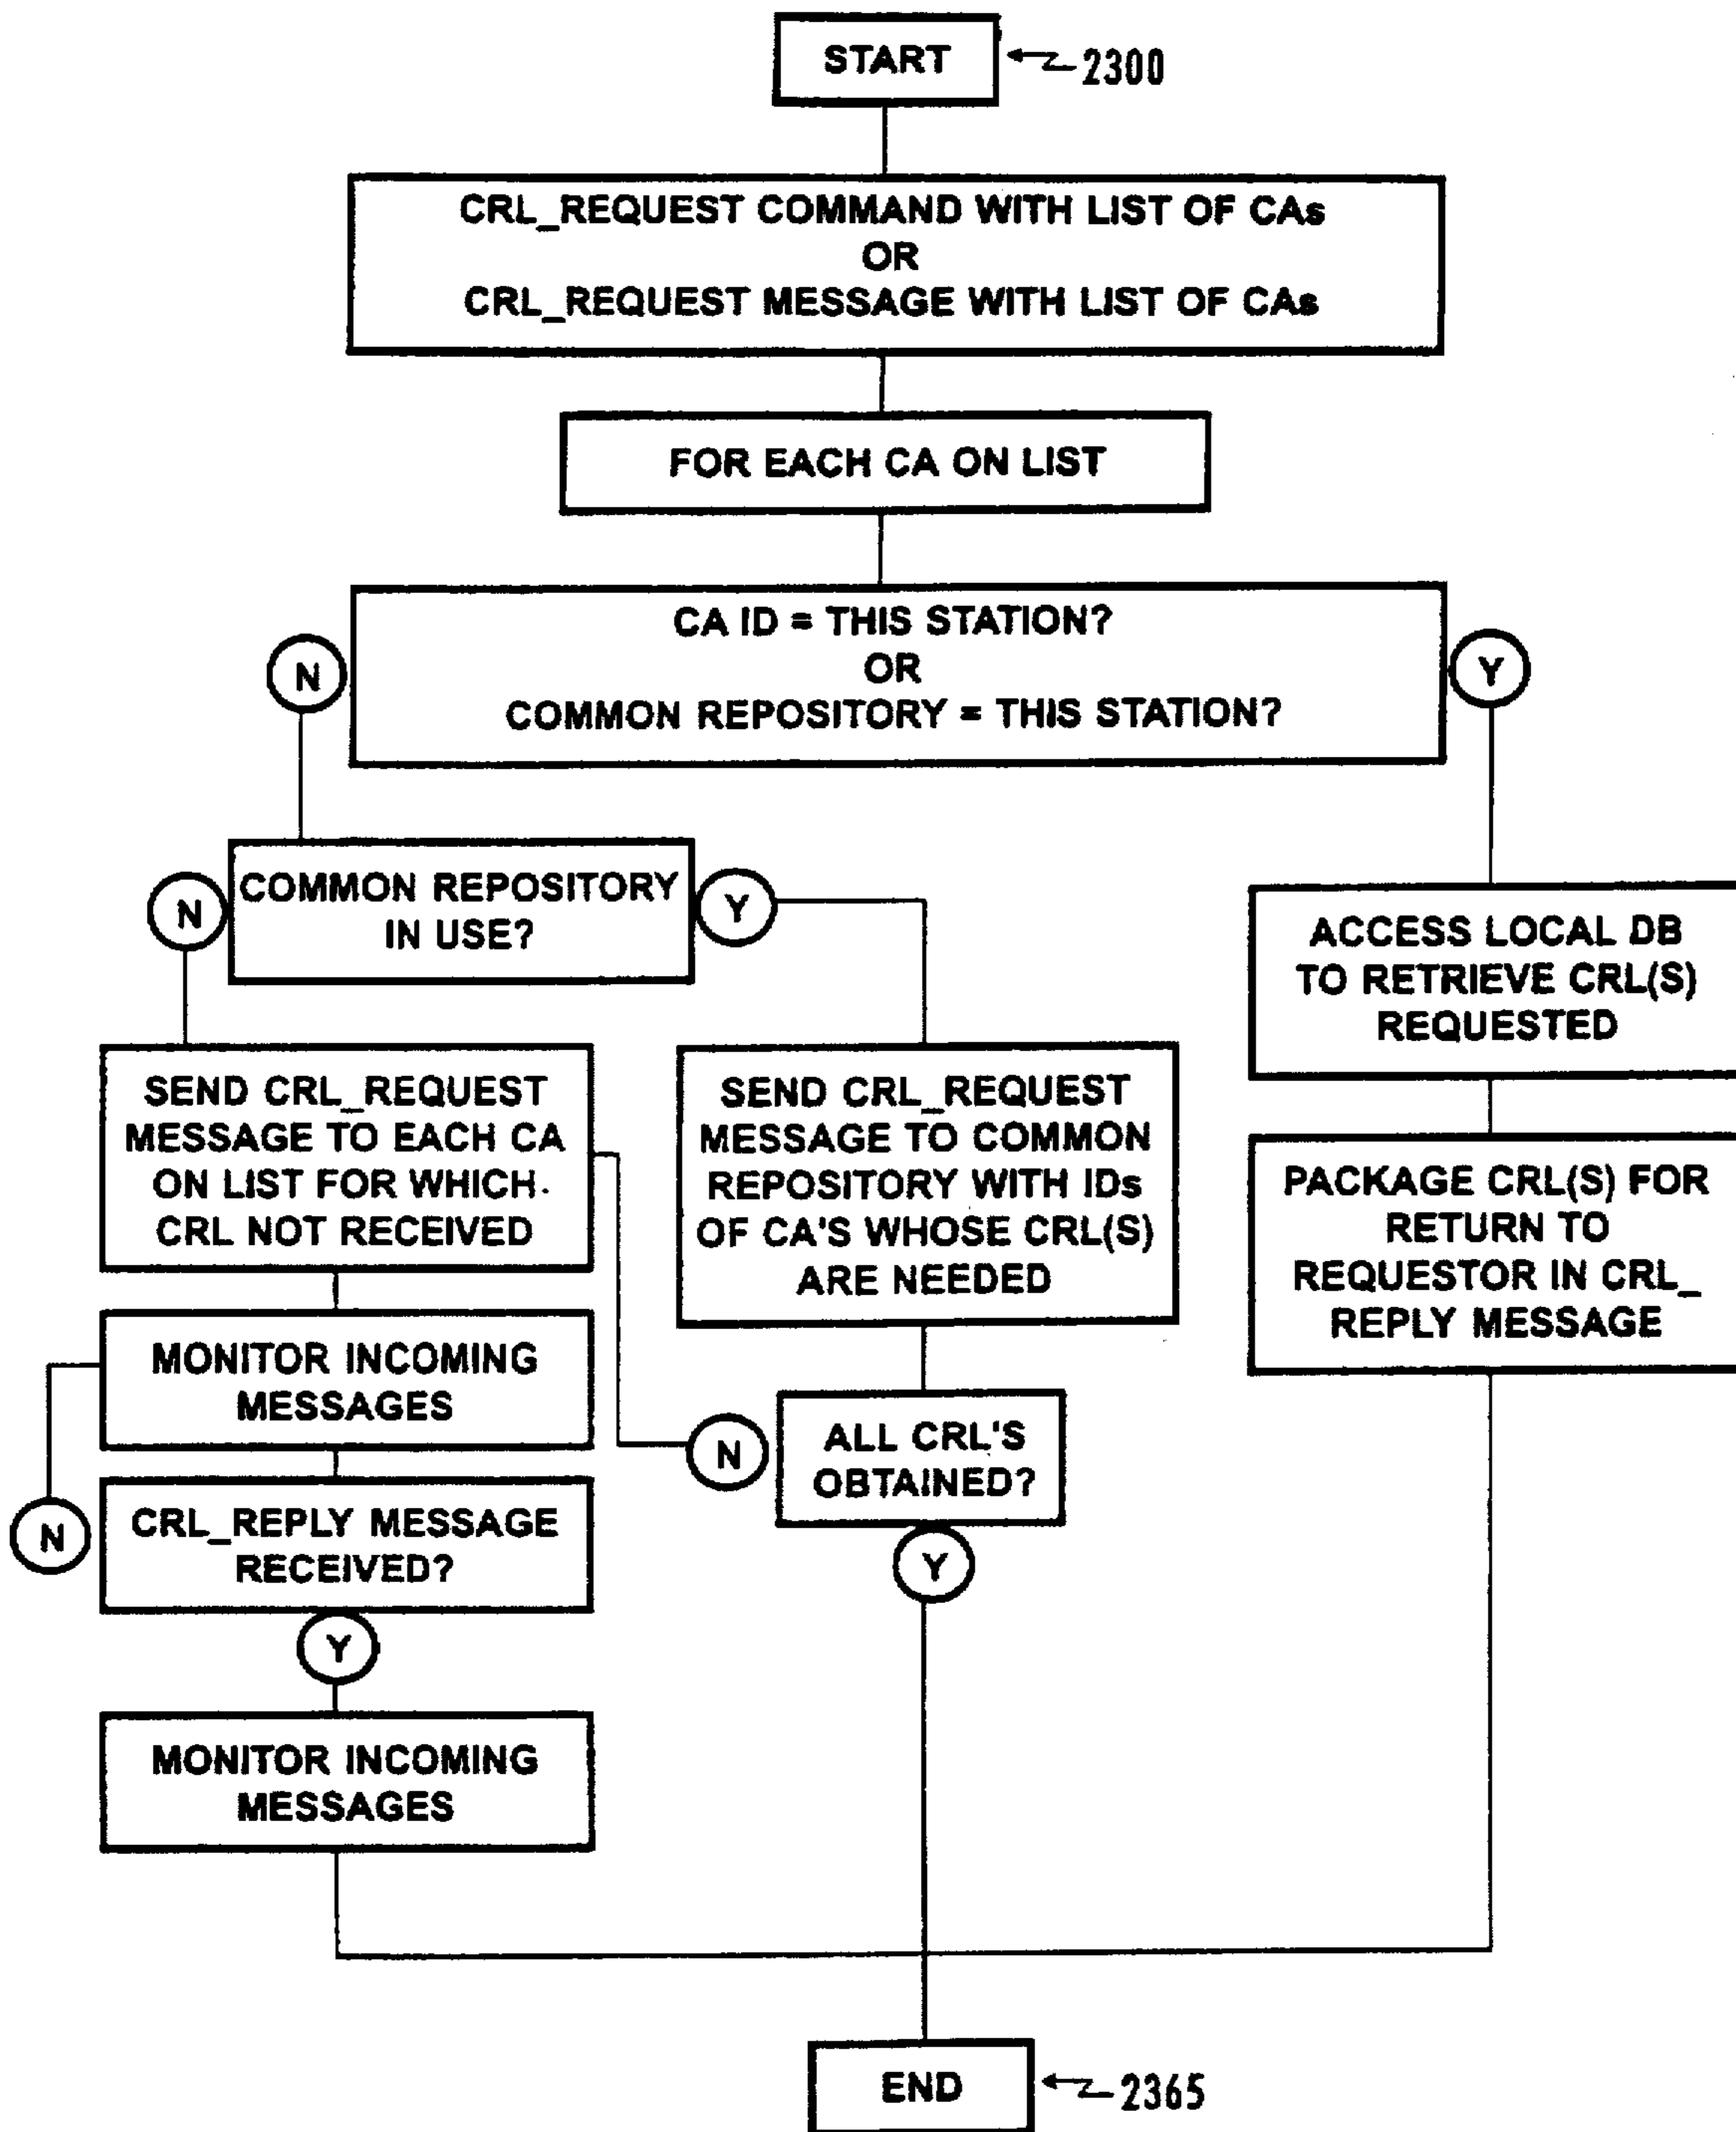 START
2300
CRL_REQUEST COMMAND WITH LIST OF CAs
OR
CRL_REQUEST MESSAGE WITH LIST OF CAs
FOR EACH CA ON LIST
CA ID = THIS STATION?
OR
COMMON REPOSITORY = THIS STATION?
N
Y
COMMON REPOSITORY
IN USE?
N
Y
ACCESS LOCAL DB
TO RETRIEVE CRL(S)
REQUESTED
SEND CRL_REQUEST
MESSAGE TO EACH CA
ON LIST FOR WHICH
CRL NOT RECEIVED
SEND CRL_REQUEST
MESSAGE TO COMMON
REPOSITORY WITH IDs
OF CA'S WHOSE CRL(S)
ARE NEEDED
PACKAGE CRL(S) FOR
RETURN TO
REQUESTOR IN CRL_
REPLY MESSAGE
MONITOR INCOMING
MESSAGES
N
ALL CRL'S
OBTAINED?
N
CRL_REPLY MESSAGE
RECEIVED?
Y
Y
MONITOR INCOMING
MESSAGES
END
2365